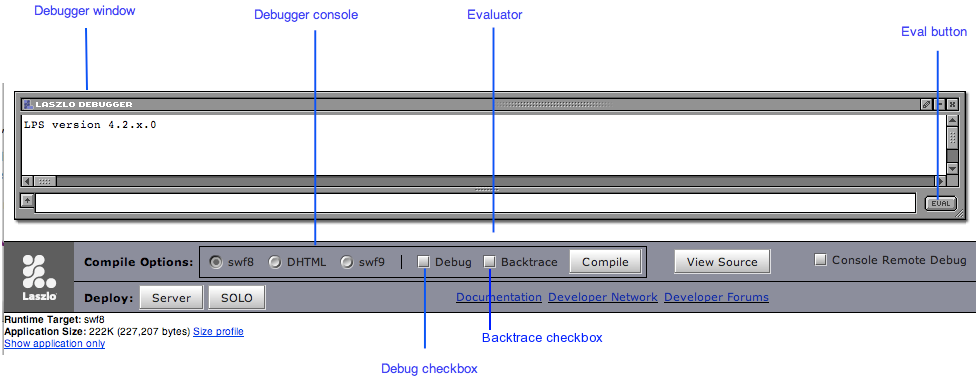 Debugger window
Debugger console
Evaluator
Eval button
LASZLO DEBUGGER
LPS version 4.2.x.0
EVAL
Compile Options: swf8 DHTML swf9 | Debug Backtrace Compile View Source Console Remote Debug
Laszlo
Deploy: Server SOLO Documentation Developer Network Developer Forums
Runtime Target: swf8
Application Size: 222K (227,207 bytes) Size profile
Show application only
Backtrace checkbox
Debug checkbox